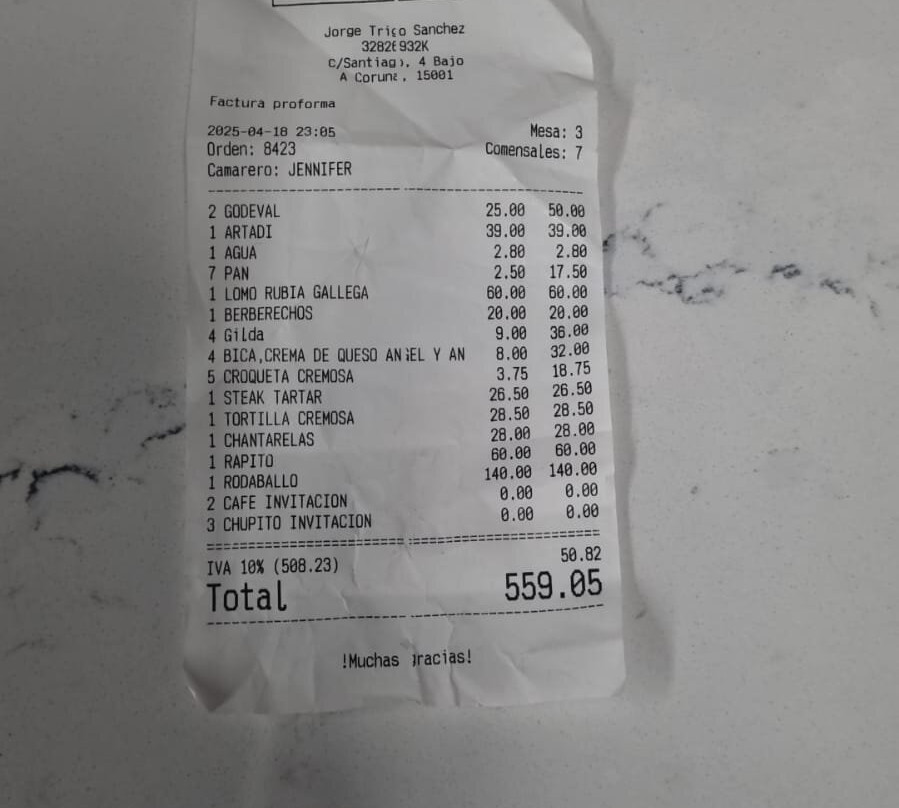 Jorge Trigo Sanchez
C/Santiago, 4 Bajo
A Coruna, 15001
Factura proforma
2025-04-18 23:05 Mesa: 3
Orden: 8423 Comensales: 7
Camarero: JENNIFER
2 GODEVAL 25.00 50.00
1 ARTADI 39.00 39.00
1 AGUA 2.80 2.80
7 PAN 2.50 17.50
1 LOMO RUBIA GALLEGA 60.00 60.00
1 BERBERECHOS 20.00 20.00
4 Gilda 9.00 36.00
4 BICA,CREMA DE QUESO Y AN 8.00 32.00
5 CROQUETA CREMOSA 3.75 18.75
1 STEAK TARTAR 26.50 26.50
1 TORTILLA CREMOSA 28.50 28.50
1 CHANTARELAS 28.00 28.00
1 RAPITO 60.00 60.00
1 RODABALLO 140.00 140.00
2 CAFE INVITACION 0.00 0.00
3 CHUPITO INVITACION 0.00 0.00
IVA 10% (508.23) 50.82
Total 559.05
!Muchas gracias!